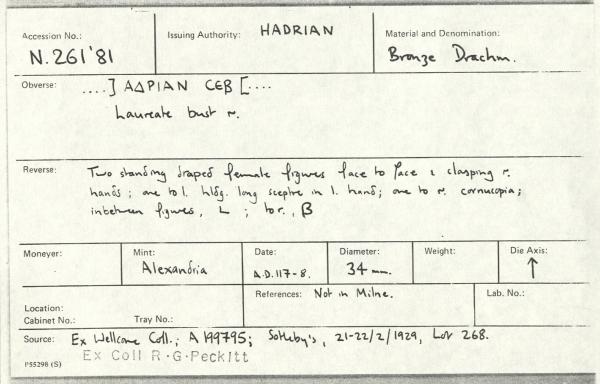 Accession No.:
N.261'81
Issuing Authority: HADRIAN
Material and Denomination:
Bronze Drachm.
Obverse: ....] AΔPIAN CEB [....
Laureate bust r.
Reverse: Two standing draped female figures face to face & clasping r.
hands; one to l. hldg. long sceptre in l. hand; one to r. cornucopia;
inbetween figures, L ; to r., B
Moneyer:
Mint:
Alexandria
Date:
A.D. 117-8.
Diameter:
34 mm.
Weight:
Die Axis:
↑
Location:
Cabinet No.: Tray No.:
References: Not in Milne.
Lab. No.:
Source: Ex Wellcome Coll.; A 199795; Sotheby's, 21-22/2/1929, Lot 268.
Ex Coll R.G.Peckitt
P55298 (S)